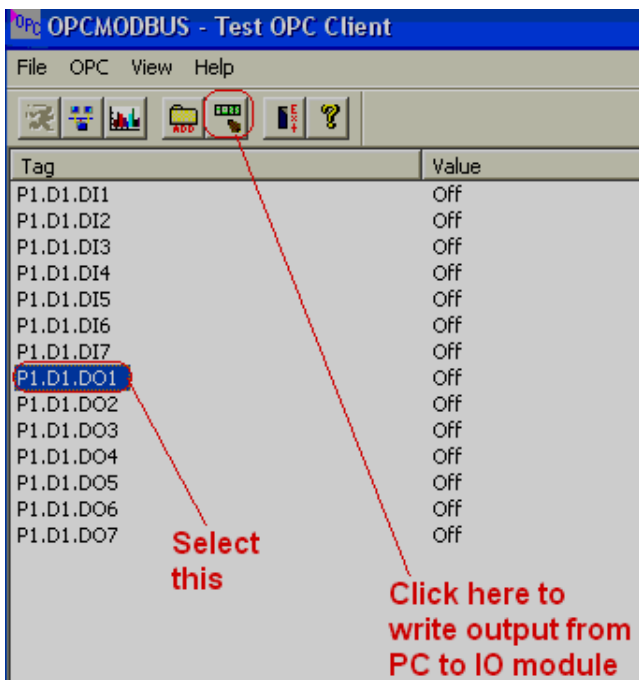 OPC OPCMODBUS - Test OPC Client
File OPC View Help
ADD EXIT ?
Tag Value
P1.D1.DI1 Off
P1.D1.DI2 Off
P1.D1.DI3 Off
P1.D1.DI4 Off
P1.D1.DI5 Off
P1.D1.DI6 Off
P1.D1.DI7 Off
P1.D1.DO1 Off
P1.D1.DO2 Off
P1.D1.DO3 Off
P1.D1.DO4 Off
P1.D1.DO5 Off
P1.D1.DO6 Off
P1.D1.DO7 Off
Select
this
Click here to
write output from
PC to IO module